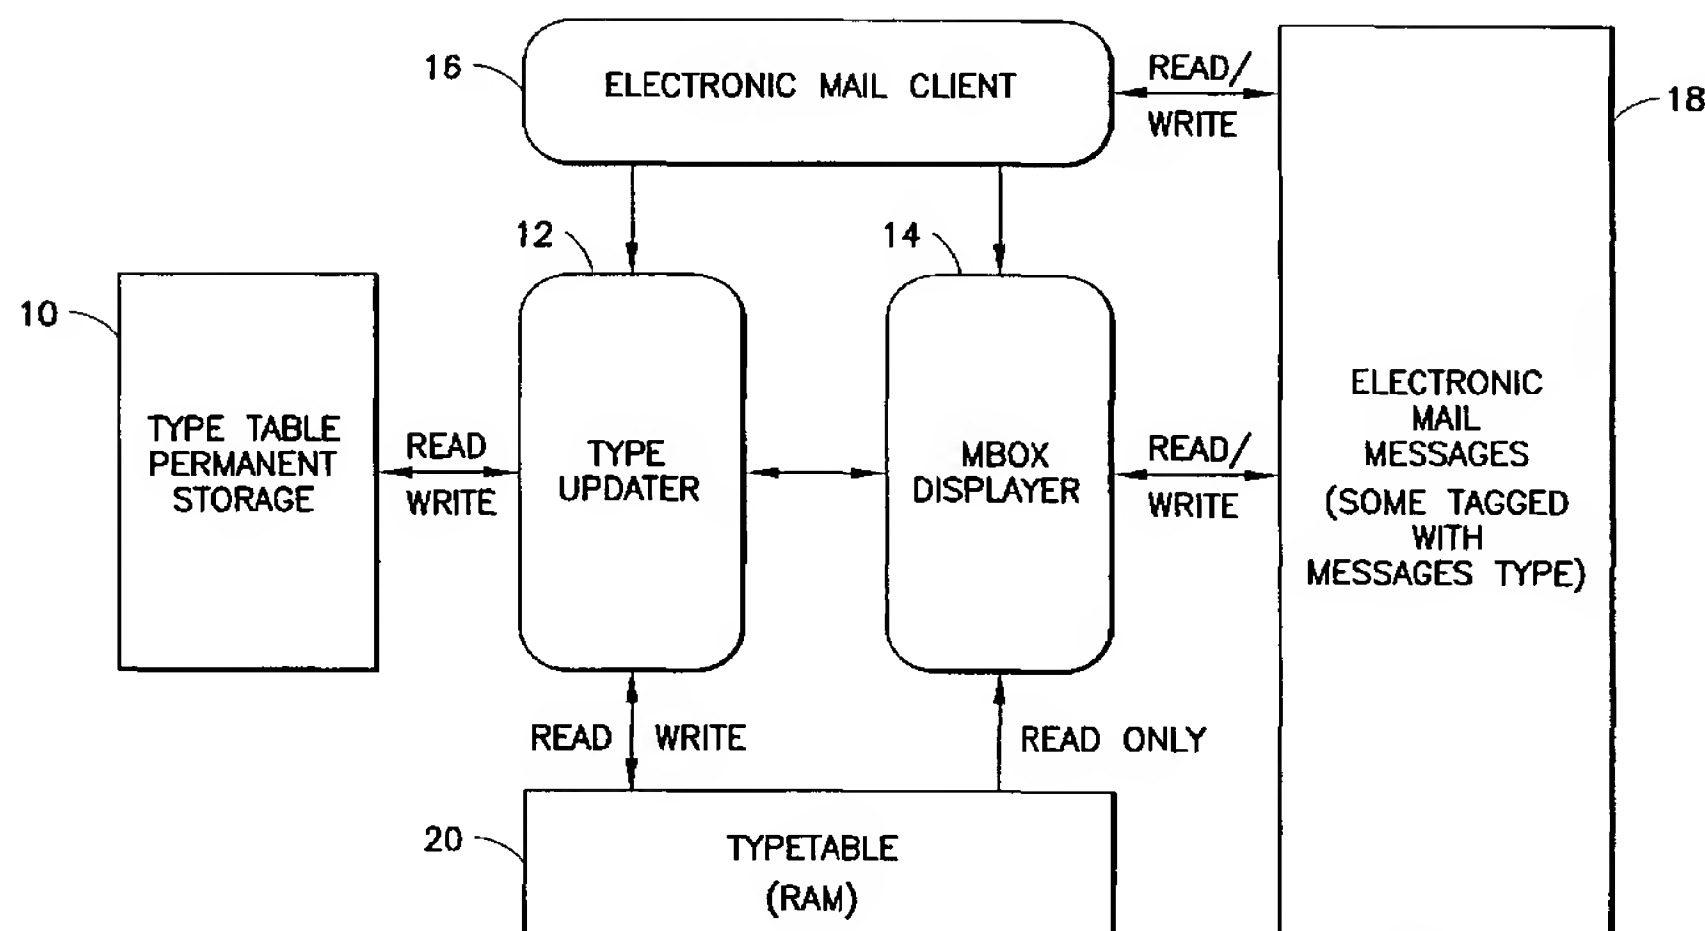 16
ELECTRONIC MAIL CLIENT
READ/
WRITE
18
12
14
10
TYPE TABLE
PERMANENT
STORAGE
READ
WRITE
TYPE
UPDATER
MBOX
DISPLAYER
READ/
WRITE
ELECTRONIC
MAIL
MESSAGES
(SOME TAGGED
WITH
MESSAGES TYPE)
READ WRITE
READ ONLY
20
TYPETABLE
(RAM)